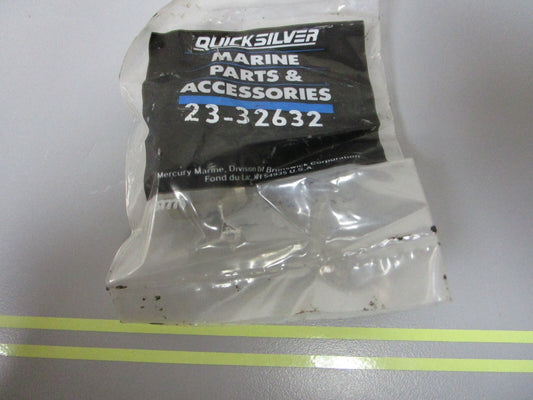 QUICKSILVER
MARINE
PARTS &
ACCESSORIES
23-32632
Mercury Marine, Division of Brunswick Corporation
Fond du Lac, WI 54935 U.S.A.